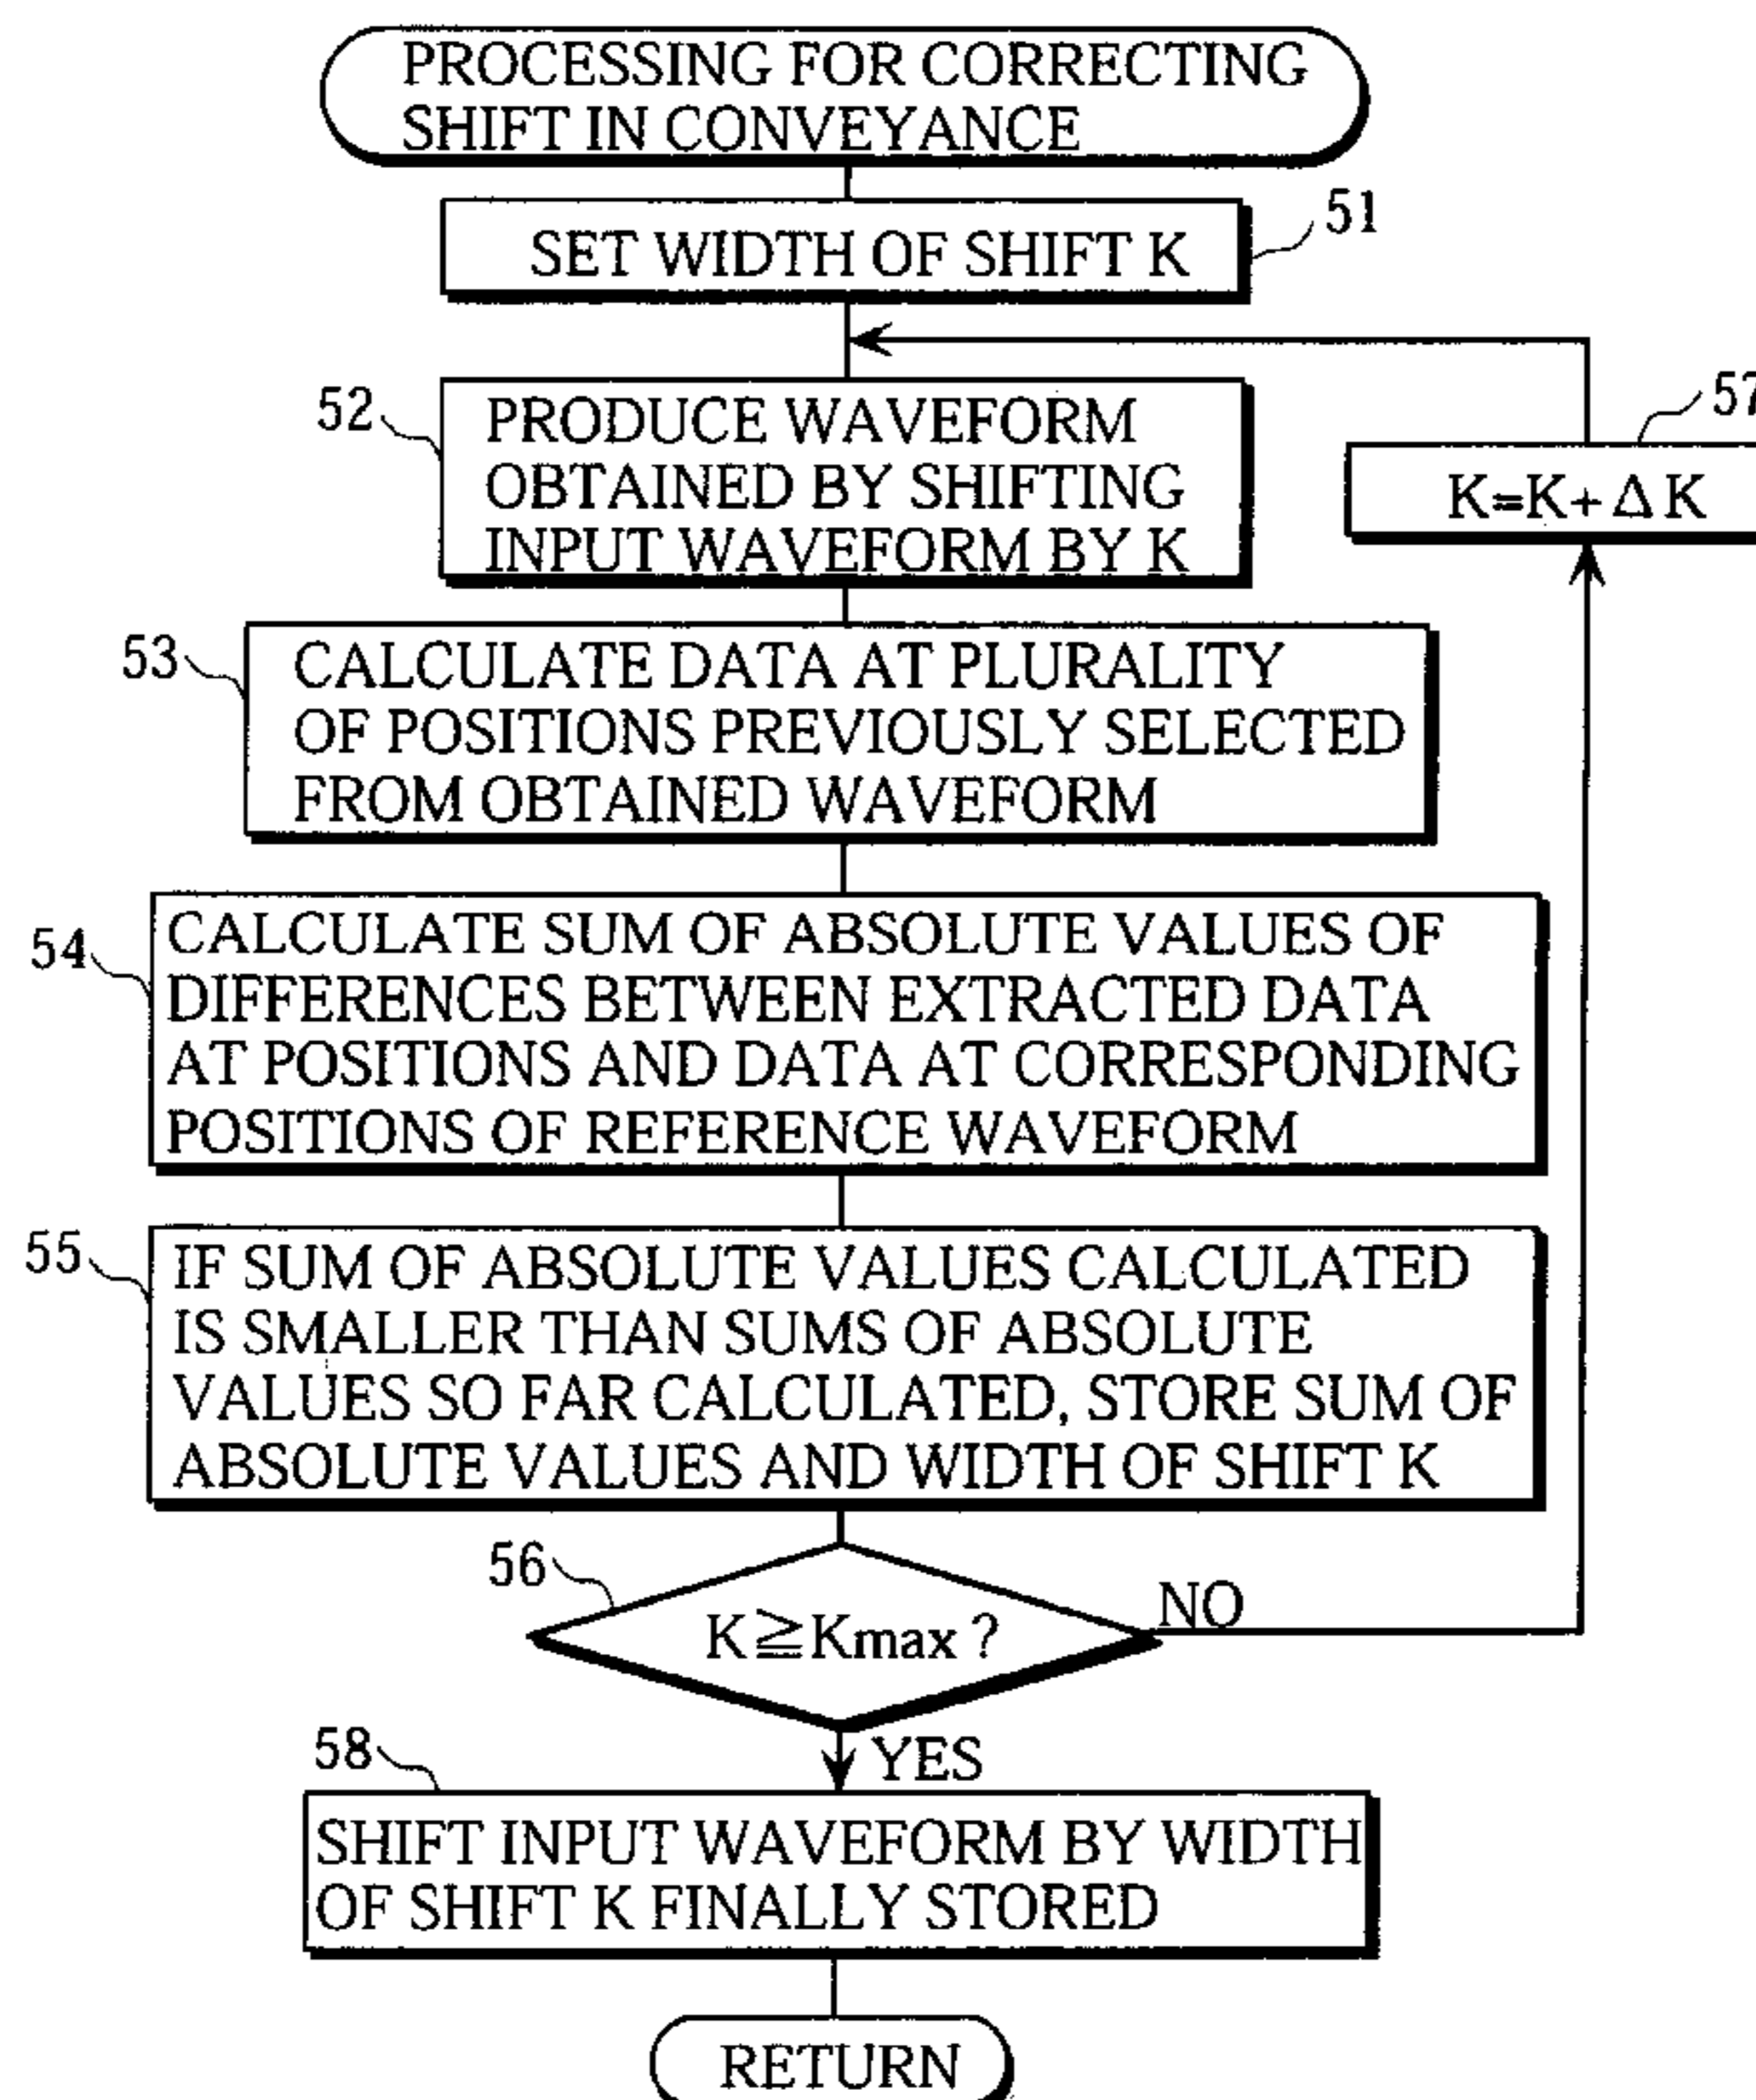 PROCESSING FOR CORRECTING
SHIFT IN CONVEYANCE
51
SET WIDTH OF SHIFT K
52
PRODUCE WAVEFORM
OBTAINED BY SHIFTING
INPUT WAVEFORM BY K
57
K=K+ΔK
53
CALCULATE DATA AT PLURALITY
OF POSITIONS PREVIOUSLY SELECTED
FROM OBTAINED WAVEFORM
54
CALCULATE SUM OF ABSOLUTE VALUES OF
DIFFERENCES BETWEEN EXTRACTED DATA
AT POSITIONS AND DATA AT CORRESPONDING
POSITIONS OF REFERENCE WAVEFORM
55
IF SUM OF ABSOLUTE VALUES CALCULATED
IS SMALLER THAN SUMS OF ABSOLUTE
VALUES SO FAR CALCULATED, STORE SUM OF
ABSOLUTE VALUES AND WIDTH OF SHIFT K
56
K≧Kmax ?
NO
YES
58
SHIFT INPUT WAVEFORM BY WIDTH
OF SHIFT K FINALLY STORED
RETURN